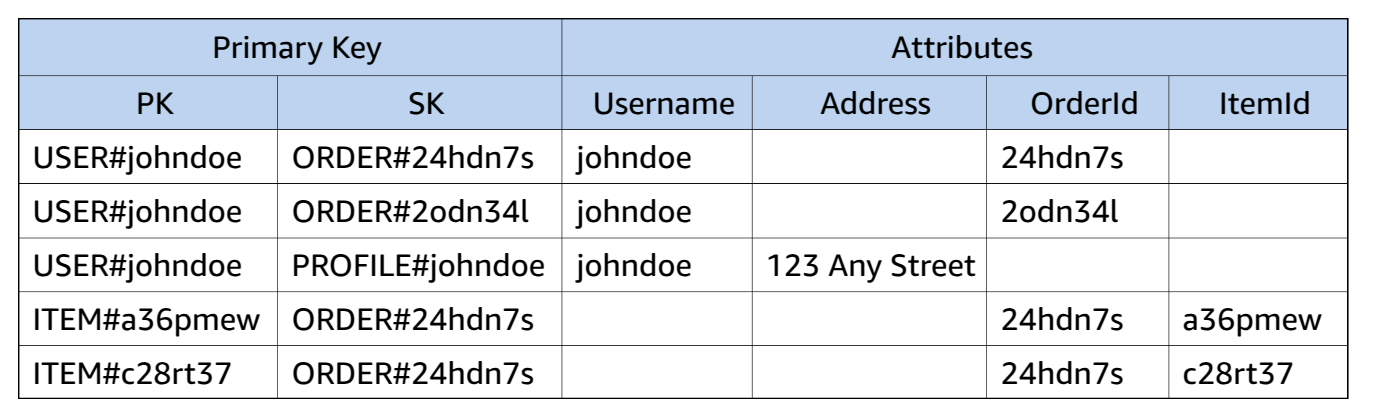 Primary Key Attributes
PK SK Username Address OrderId ItemId
USER#johndoe ORDER#24hdn7s johndoe 24hdn7s
USER#johndoe ORDER#2odn34l johndoe 2odn34l
USER#johndoe PROFILE#johndoe johndoe 123 Any Street
ITEM#a36pmew ORDER#24hdn7s 24hdn7s a36pmew
ITEM#c28rt37 ORDER#24hdn7s 24hdn7s c28rt37